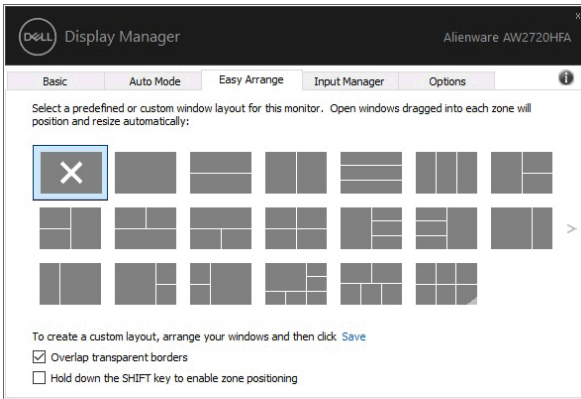 DELL Display Manager
Alienware AW2720HFA
Basic Auto Mode Easy Arrange Input Manager Options
Select a predefined or custom window layout for this monitor. Open windows dragged into each zone will
position and resize automatically:
To create a custom layout, arrange your windows and then click Save
Overlap transparent borders
Hold down the SHIFT key to enable zone positioning